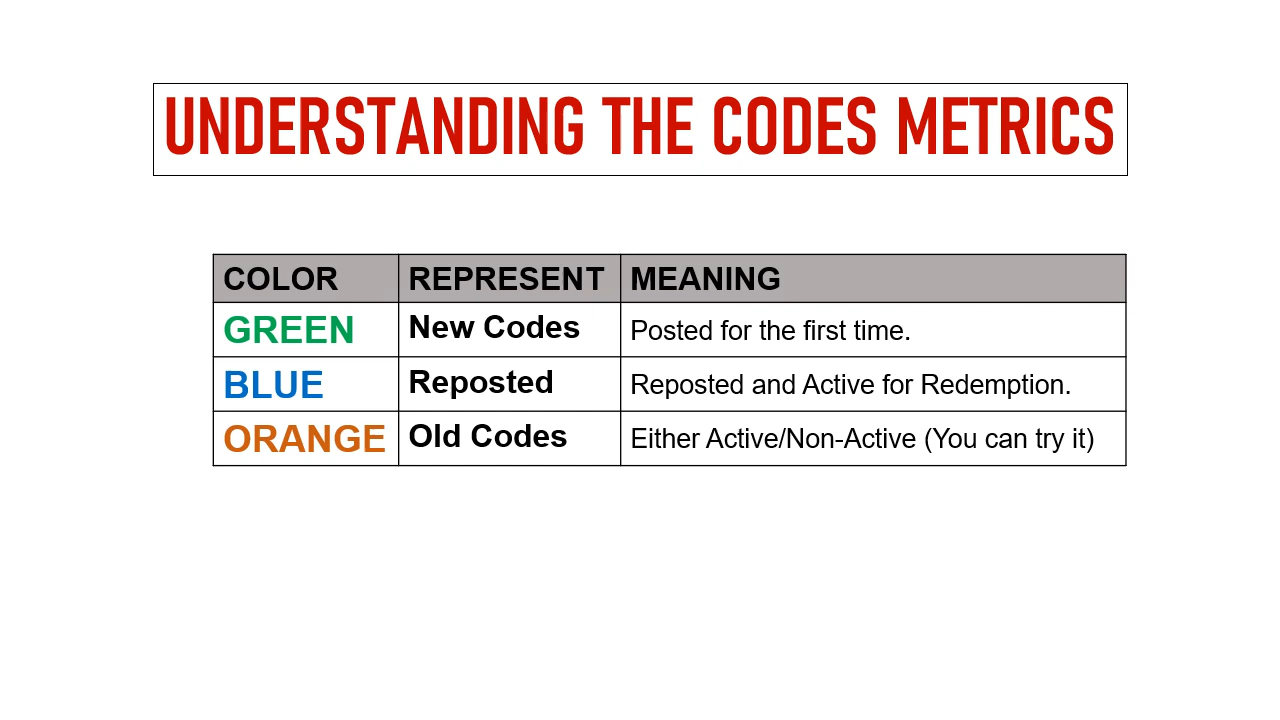 UNDERSTANDING THE CODES METRICS
COLOR REPRESENT MEANING
GREEN New Codes Posted for the first time.
BLUE Reposted Reposted and Active for Redemption.
ORANGE Old Codes Either Active/Non-Active (You can try it)